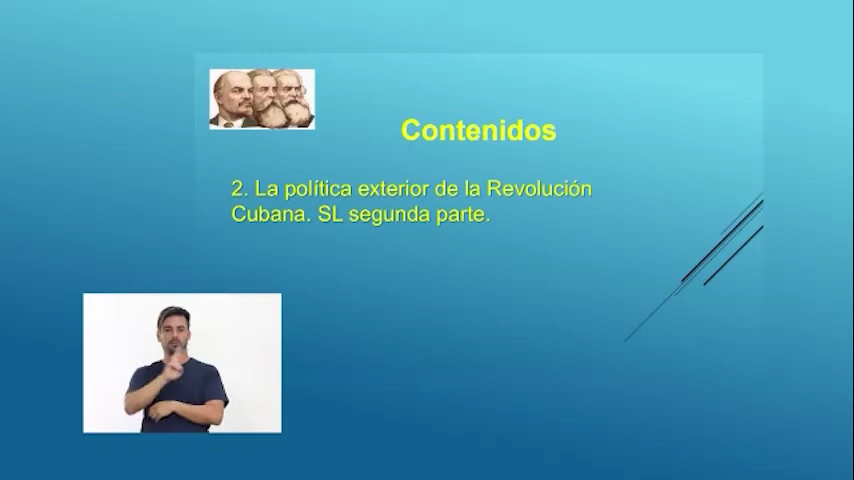 Contenidos
2. La política exterior de la Revolución
Cubana. SL segunda parte.